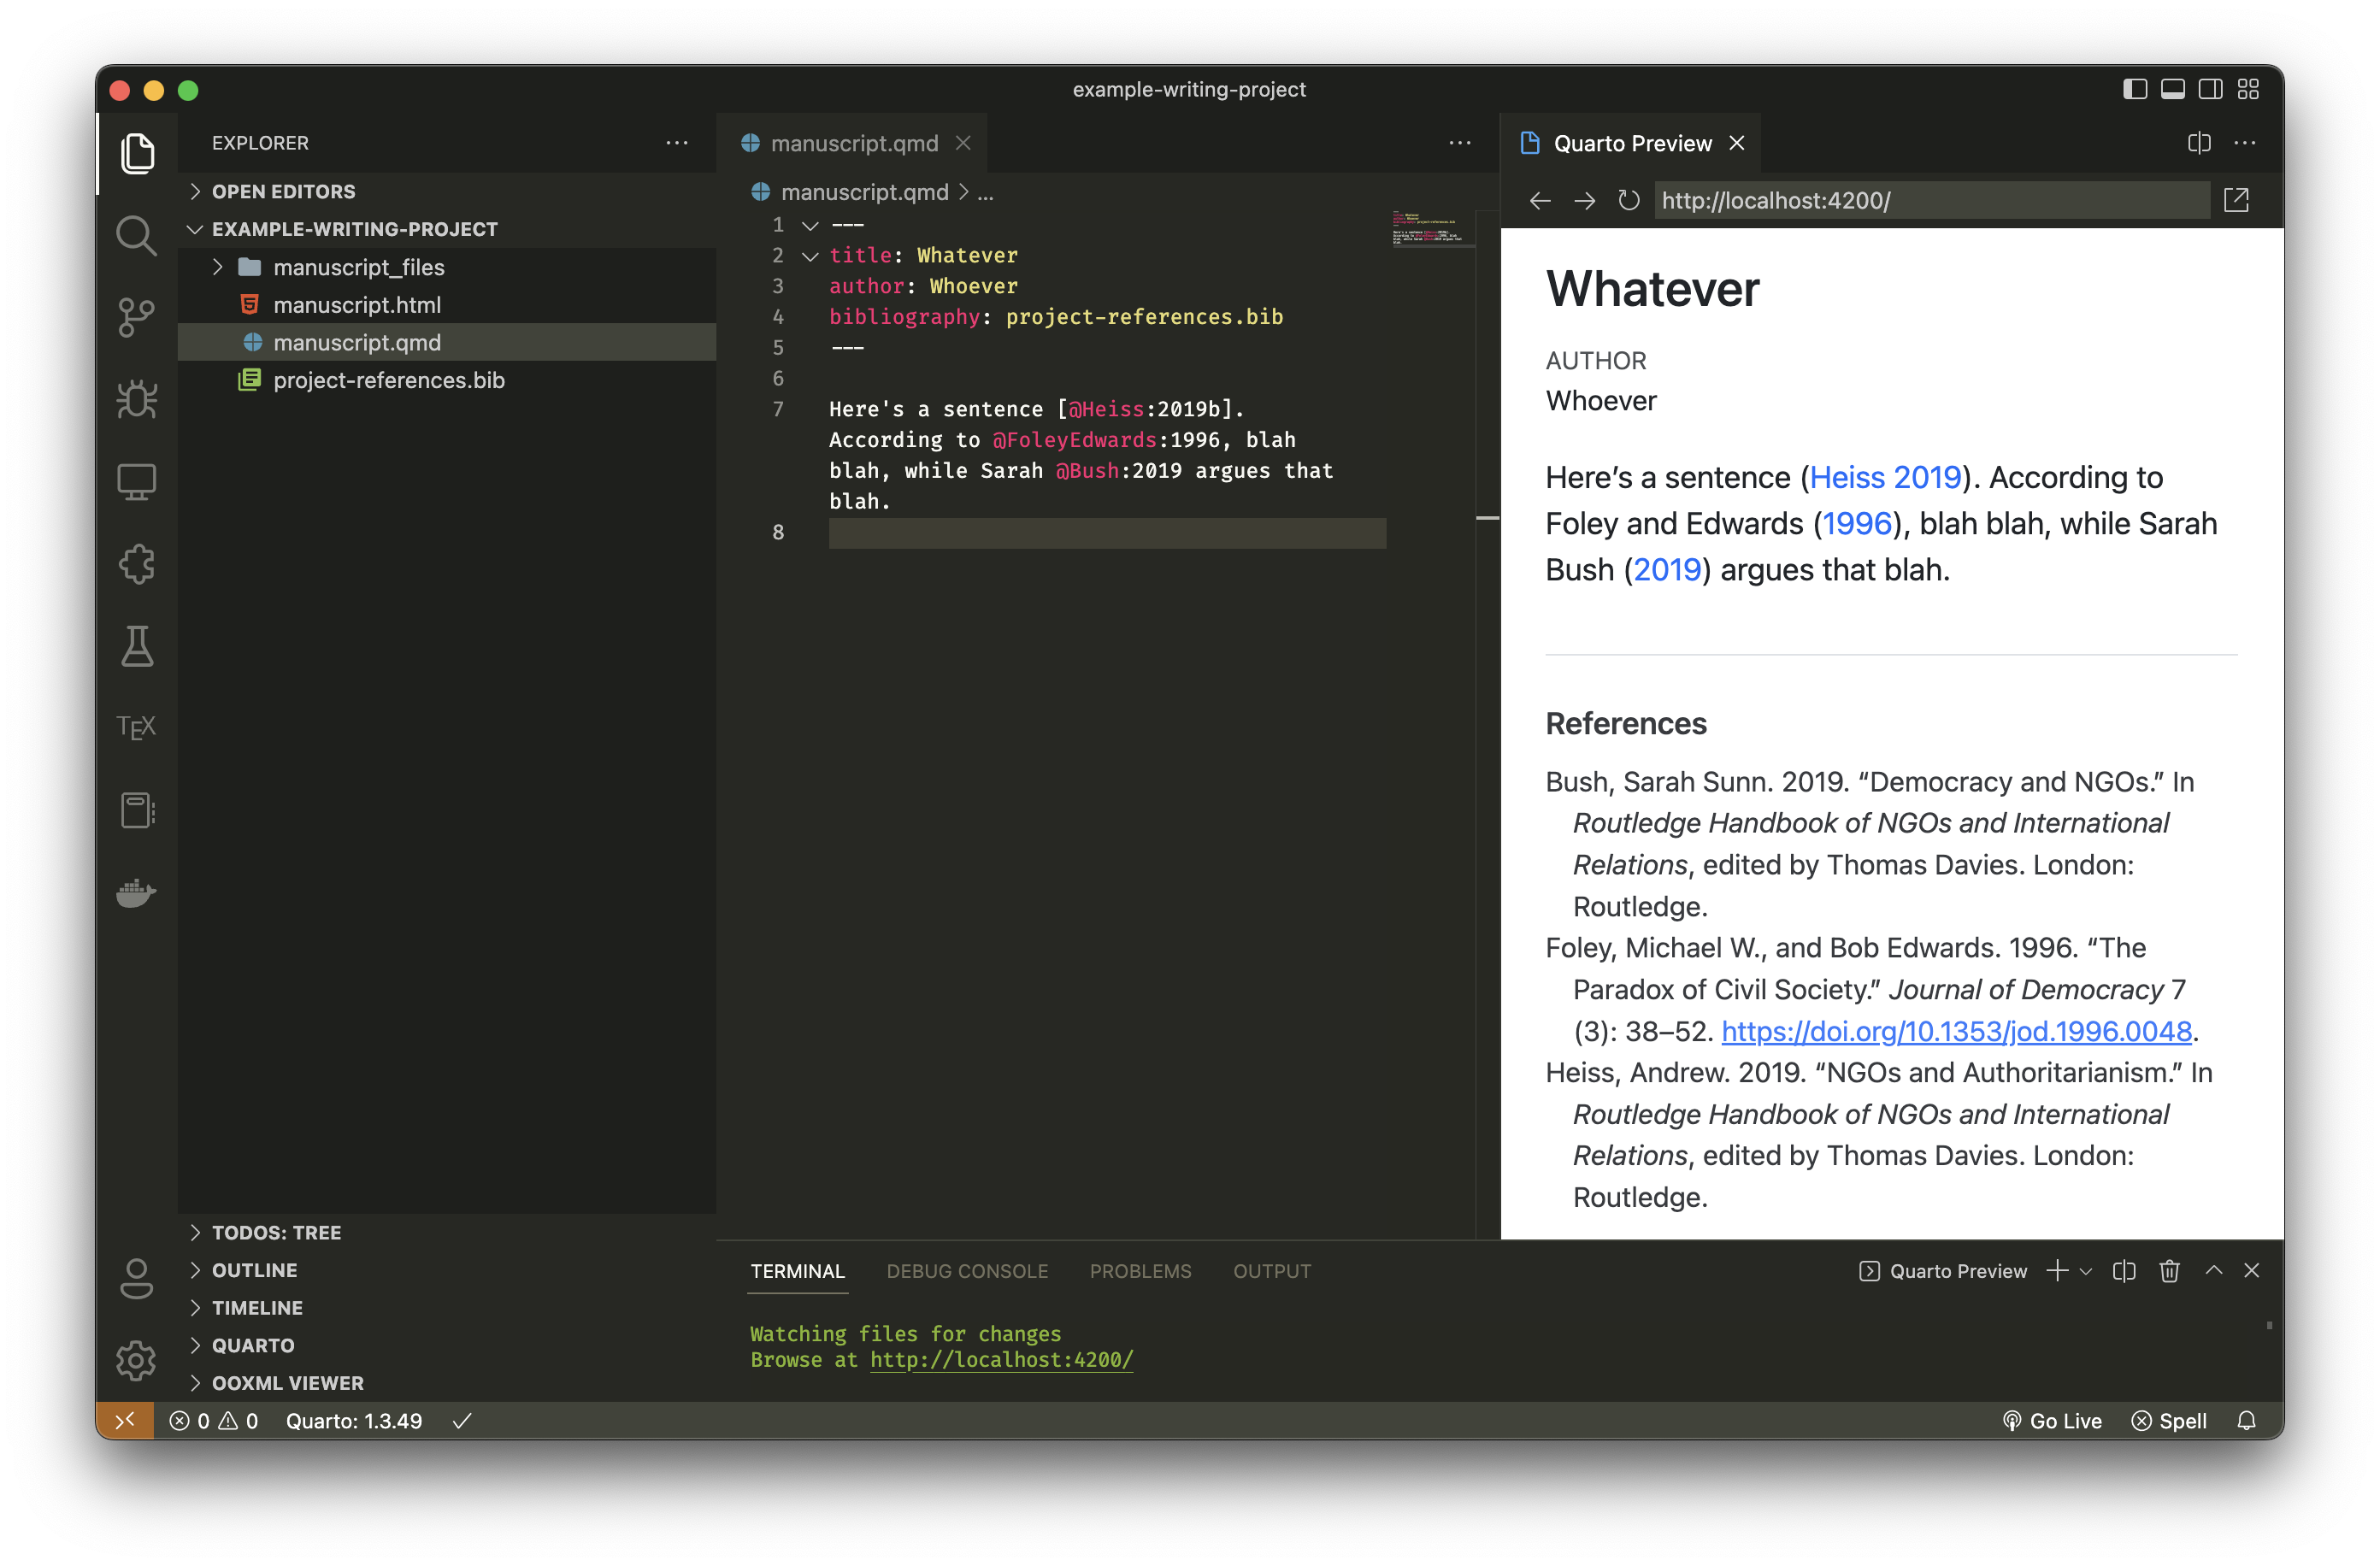 example-writing-project
EXPLORER
OPEN EDITORS
EXAMPLE-WRITING-PROJECT
manuscript_files
manuscript.html
manuscript.qmd
project-references.bib
TODOS: TREE
OUTLINE
TIMELINE
QUARTO
OOXML VIEWER
TEX
manuscript.qmd
manuscript.qmd > ...
1 ---
2 title: Whatever
3 author: Whoever
4 bibliography: project-references.bib
5 ---
6
7 Here's a sentence [@Heiss:2019b].
According to @FoleyEdwards:1996, blah
blah, while Sarah @Bush:2019 argues that
blah.
8
Quarto Preview
http://localhost:4200/
Whatever
AUTHOR
Whoever
Here’s a sentence (Heiss 2019). According to
Foley and Edwards (1996), blah blah, while Sarah
Bush (2019) argues that blah.
References
Bush, Sarah Sunn. 2019. “Democracy and NGOs.” In
Routledge Handbook of NGOs and International
Relations, edited by Thomas Davies. London:
Routledge.
Foley, Michael W., and Bob Edwards. 1996. “The
Paradox of Civil Society.” Journal of Democracy 7
(3): 38–52. https://doi.org/10.1353/jod.1996.0048.
Heiss, Andrew. 2019. “NGOs and Authoritarianism.” In
Routledge Handbook of NGOs and International
Relations, edited by Thomas Davies. London:
Routledge.
TERMINAL DEBUG CONSOLE PROBLEMS OUTPUT
Quarto Preview
Watching files for changes
Browse at http://localhost:4200/
0 0 Quarto: 1.3.49
Go Live Spell